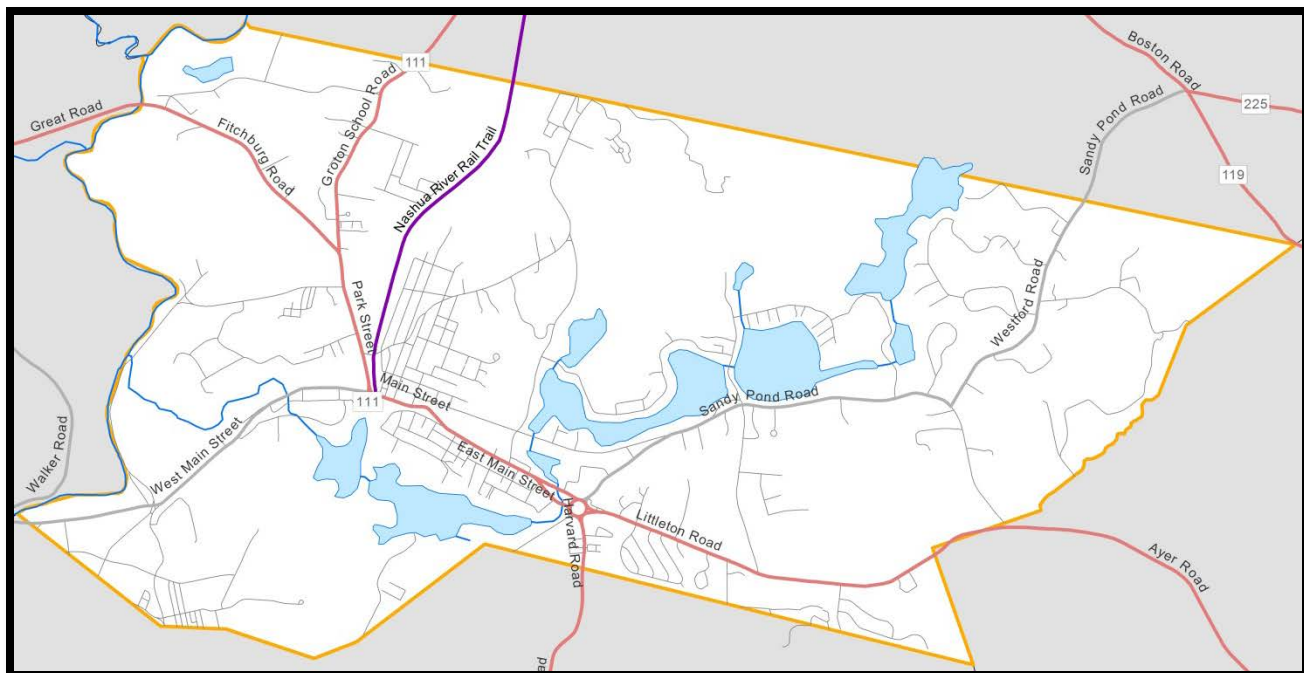 Boston Road
111
225
Great Road
Groton School Road
Sandy Pond Road
Fitchburg Road
Nashua River Rail Trail
119
Park Street
Westford Road
Main Street
111
Sandy Pond Road
West Main Street
Walker Road
East Main Street
Harvard Road
Littleton Road
Ayer Road